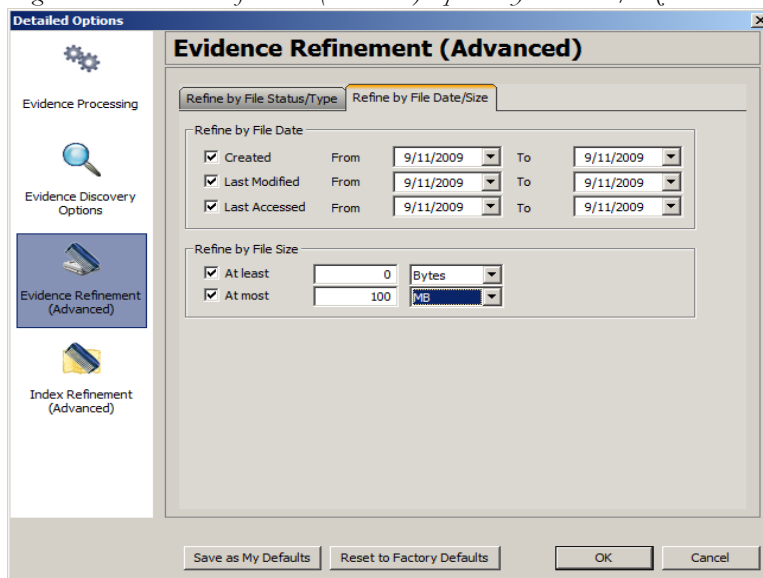 Detailed Options
Evidence Processing
Evidence Discovery
Options
Evidence Refinement
(Advanced)
Index Refinement
(Advanced)
Evidence Refinement (Advanced)
Refine by File Status/Type
Refine by File Date/Size
Refine by File Date
Created From 9/11/2009 To 9/11/2009
Last Modified From 9/11/2009 To 9/11/2009
Last Accessed From 9/11/2009 To 9/11/2009
Refine by File Size
At least 0 Bytes
At most 100 MB
Save as My Defaults
Reset to Factory Defaults
OK
Cancel